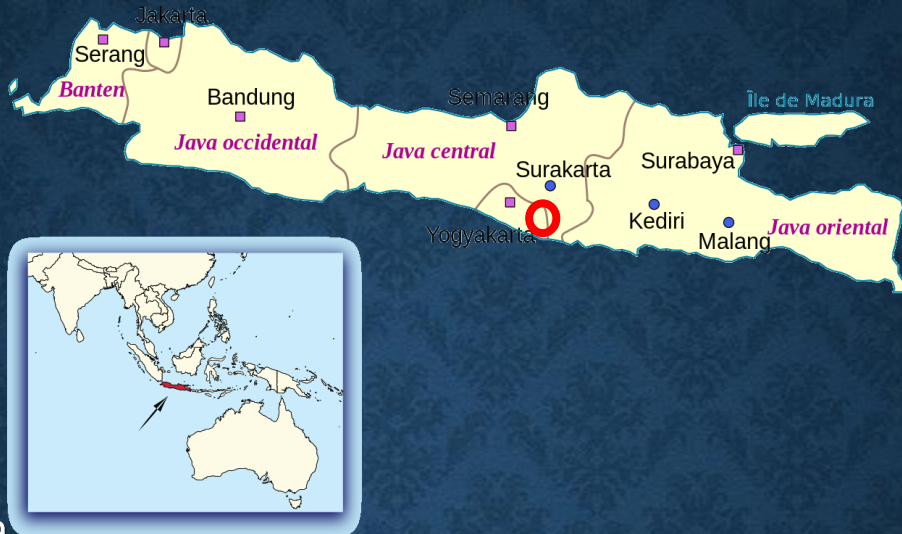 Jakarta
Serang
Banten
Bandung
Java occidental
Semarang
Java central
Île de Madura
Surakarta
Surabaya
Yogyakarta
Kediri
Malang
Java oriental